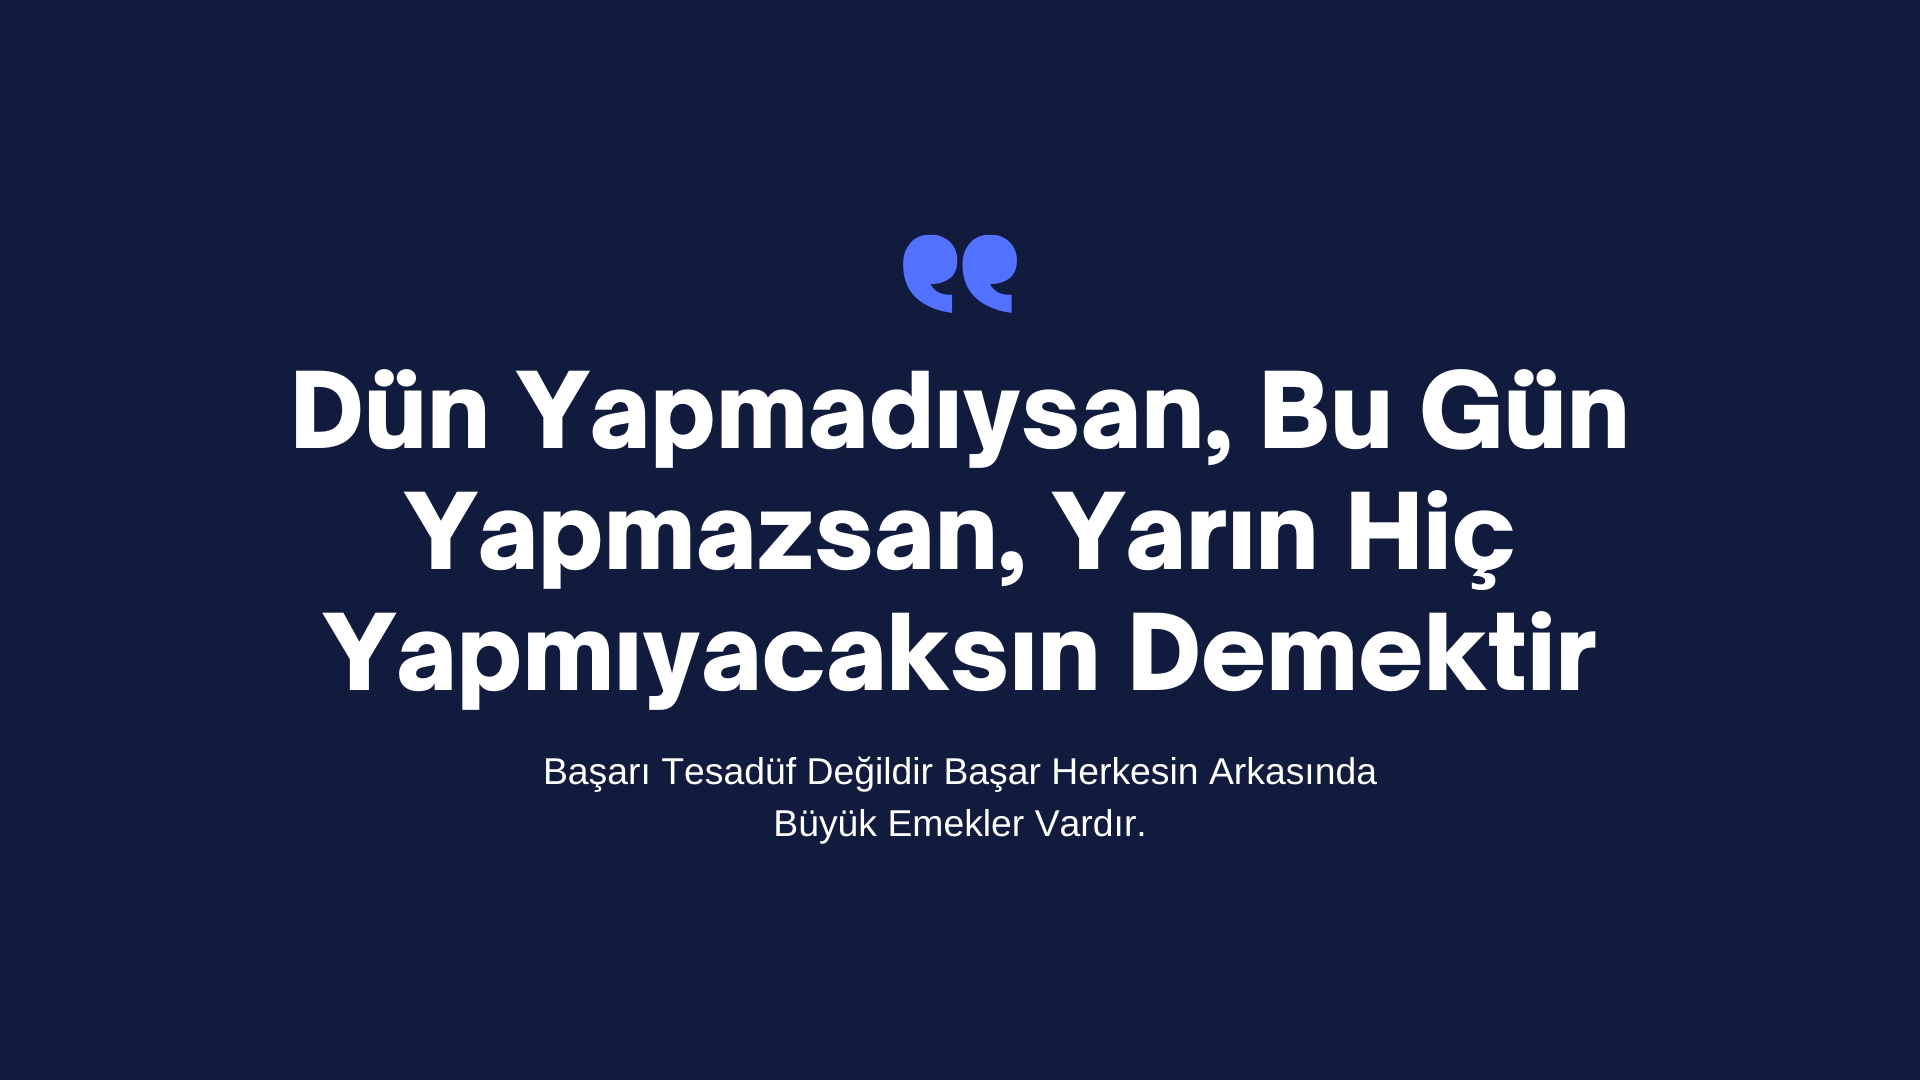 Dün Yapmadıysan, Bu Gün
Yapmazsan, Yarın Hiç
Yapmıyacaksın Demektir
Başarı Tesadüf Değildir Başar Herkesin Arkasında
Büyük Emekler Vardır.